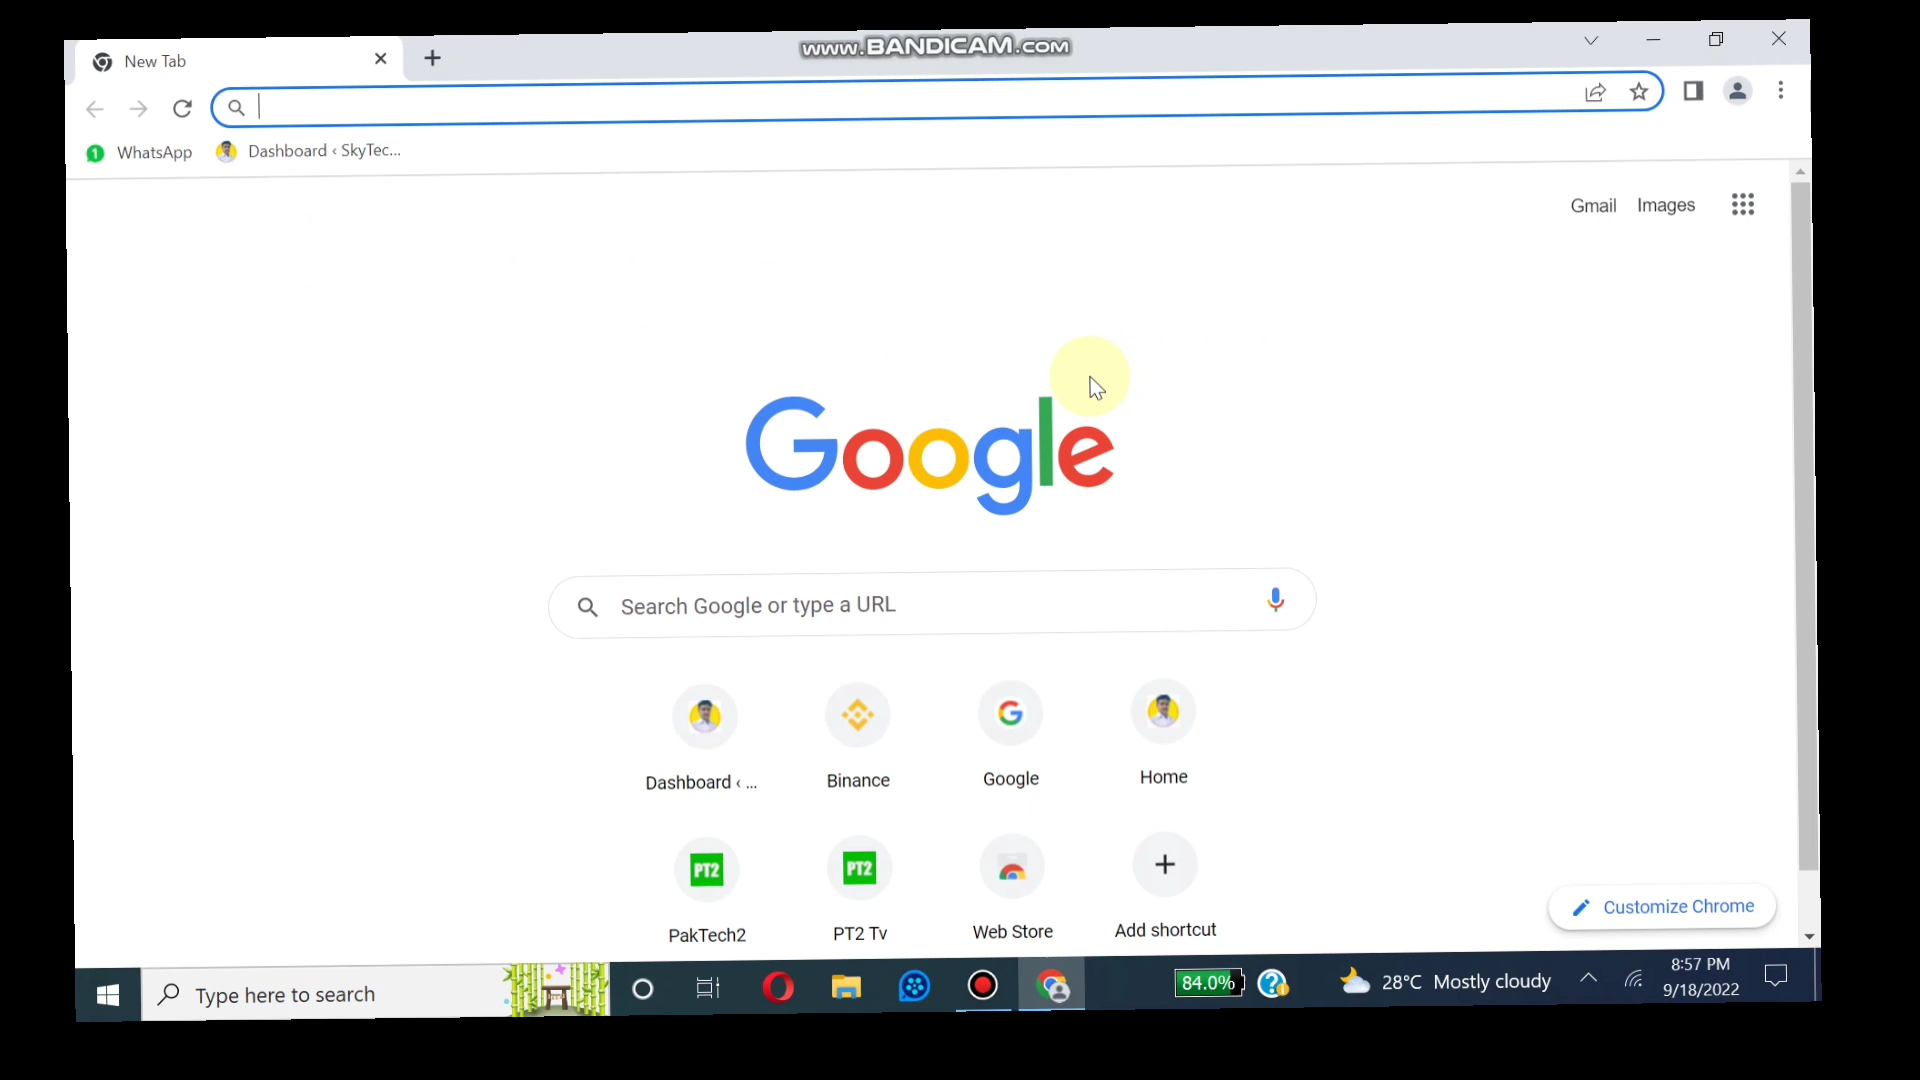 New Tab
www.BANDICAM.com
1 WhatsApp
Dashboard ‹ SkyTec...
Gmail Images
Google
Search Google or type a URL
Dashboard ‹ ...
Binance
Google
Home
PT2
PT2
PakTech2
PT2 Tv
Web Store
Add shortcut
Customize Chrome
Type here to search
84.0%
28°C Mostly cloudy
8:57 PM
9/18/2022